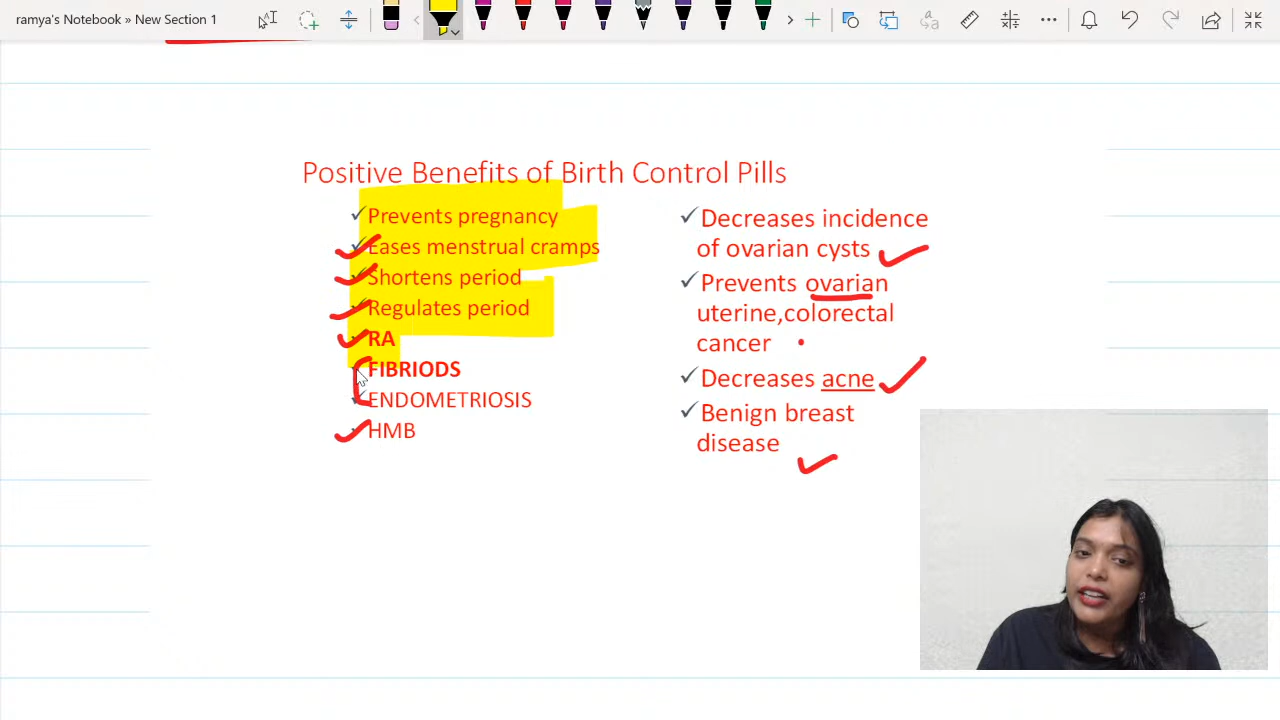 ramya's Notebook » New Section 1
Positive Benefits of Birth Control Pills
Prevents pregnancy
Eases menstrual cramps
Shortens period
Regulates period
RA
FIBRIODS
ENDOMETRIOSIS
HMB
Decreases incidence
of ovarian cysts
Prevents ovarian
uterine,colorectal
cancer
Decreases acne
Benign breast
disease